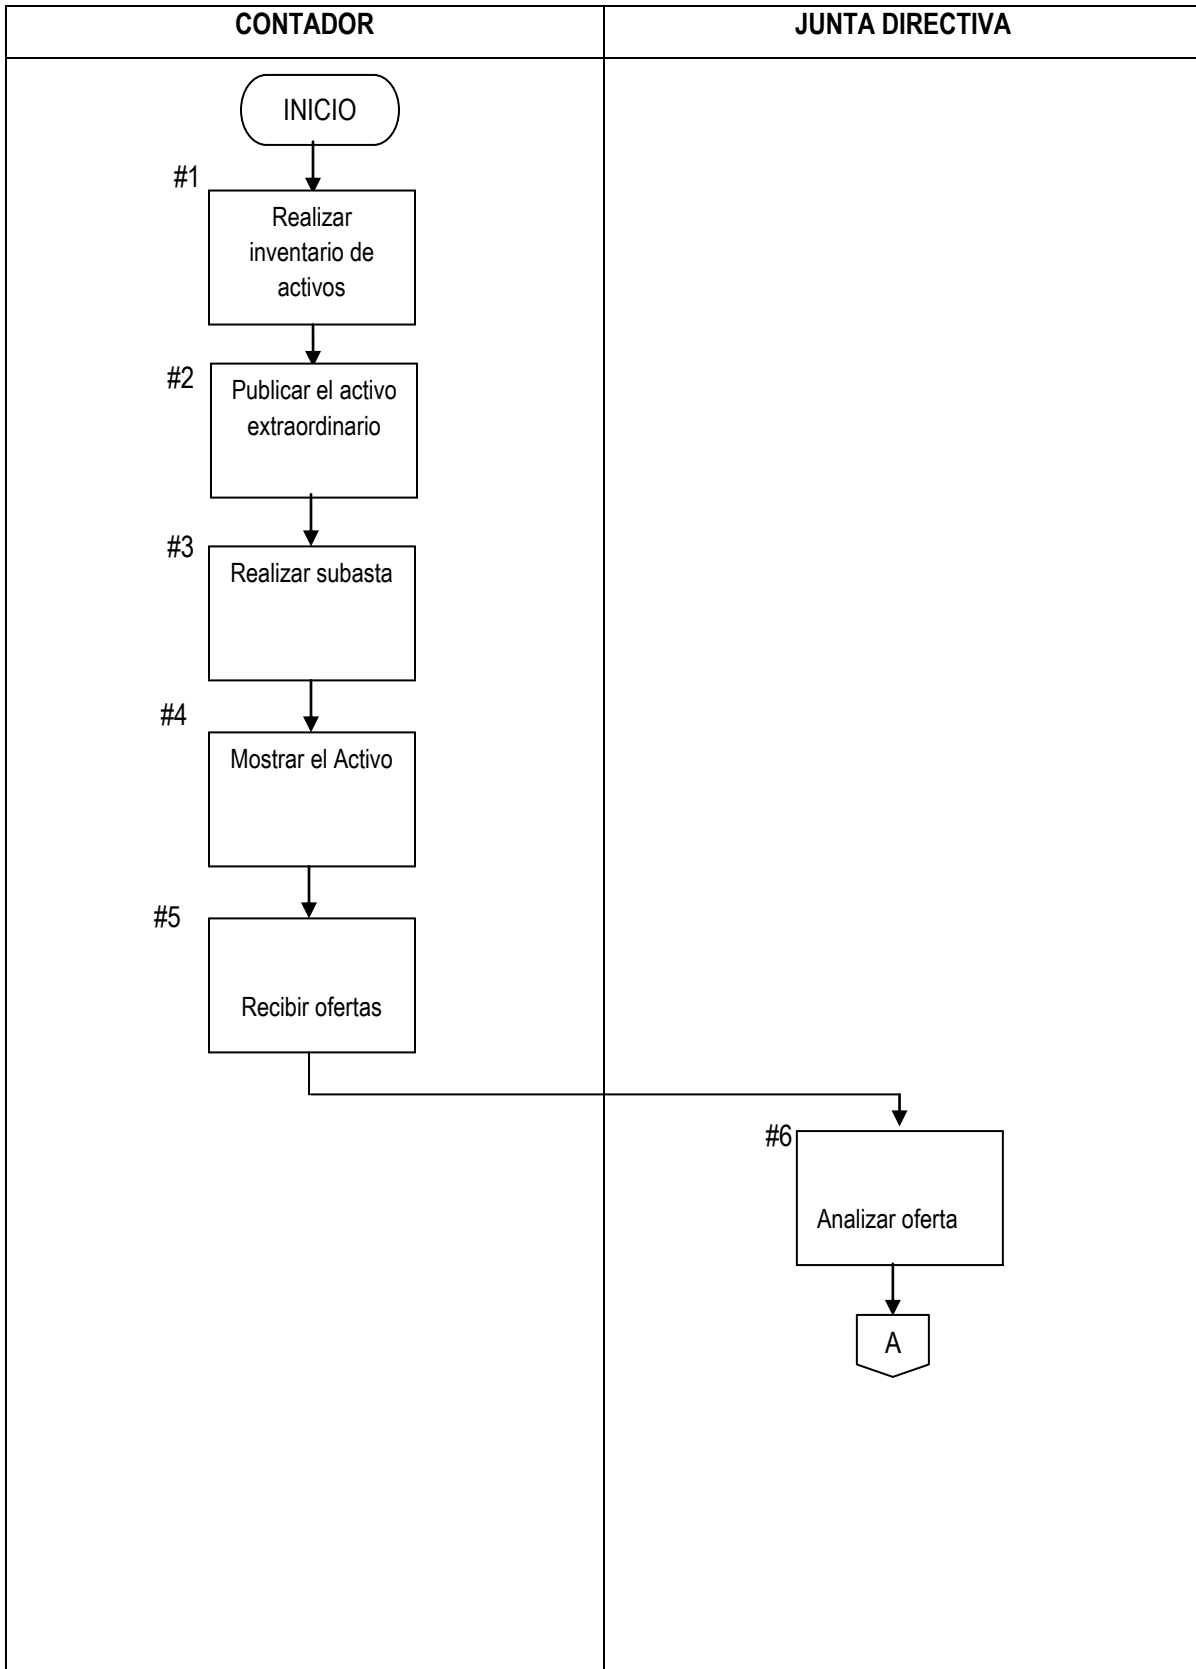 CONTADOR
JUNTA DIRECTIVA
INICIO
#1
Realizar
inventario de
activos
#2
Publicar el activo
extraordinario
#3
Realizar subasta
#4
Mostrar el Activo
#5
Recibir ofertas
#6
Analizar oferta
A